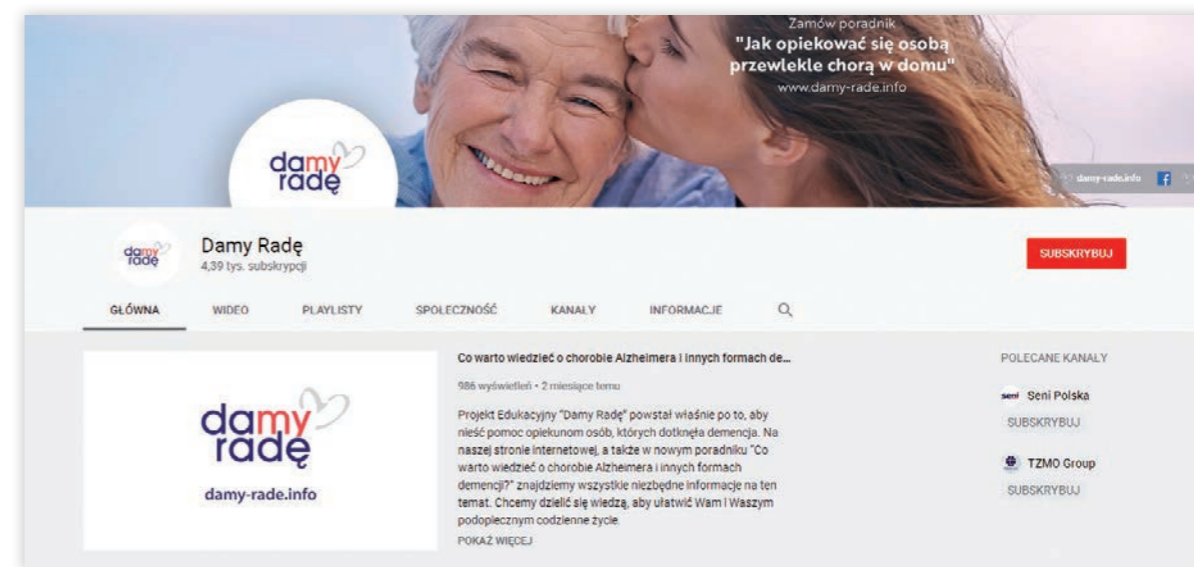 Zamów poradnik
"Jak opiekować się osobą
przewlekle chorą w domu"
www.damy-rade.info
damy
radę
damy-rade.info
damy
radę
Damy Radę
4,39 tys. subskrypcji
SUBSKRYBUJ
GŁÓWNA WIDEO PLAYLISTY SPOŁECZNOŚĆ KANAŁY INFORMACJE
damy
radę
damy-rade.info
Co warto wiedzieć o chorobie Alzheimera i innych formach de...
986 wyświetleń • 2 miesiące temu
Projekt Edukacyjny "Damy Radę" powstał właśnie po to, aby
nieść pomoc opiekunom osób, których dotknęła demencja. Na
naszej stronie internetowej, a także w nowym poradniku "Co
warto wiedzieć o chorobie Alzheimera i innych formach
demencji?" znajdziemy wszystkie niezbędne informacje na ten
temat. Chcemy dzielić się wiedzą, aby ułatwić Wam i Waszym
podopiecznym codzienne życie.
POKAŻ WIĘCEJ
POLECANE KANAŁY
seni Seni Polska
SUBSKRYBUJ
TZMO Group
SUBSKRYBUJ